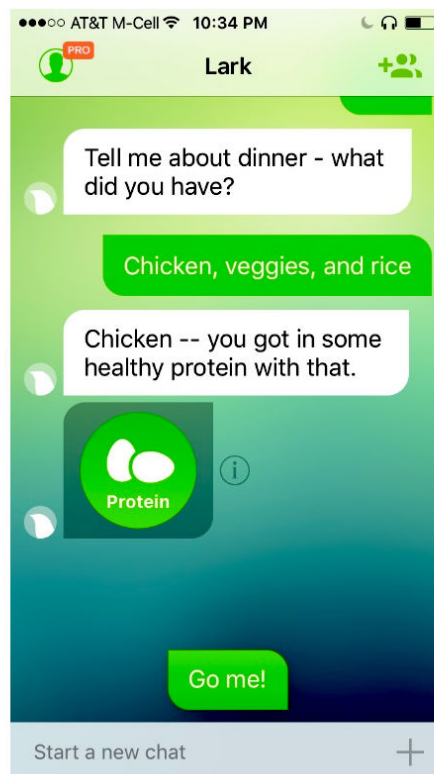 AT&T M-Cell 10:34 PM
PRO
Lark
Tell me about dinner - what
did you have?
Chicken, veggies, and rice
Chicken -- you got in some
healthy protein with that.
Protein
i
Go me!
Start a new chat